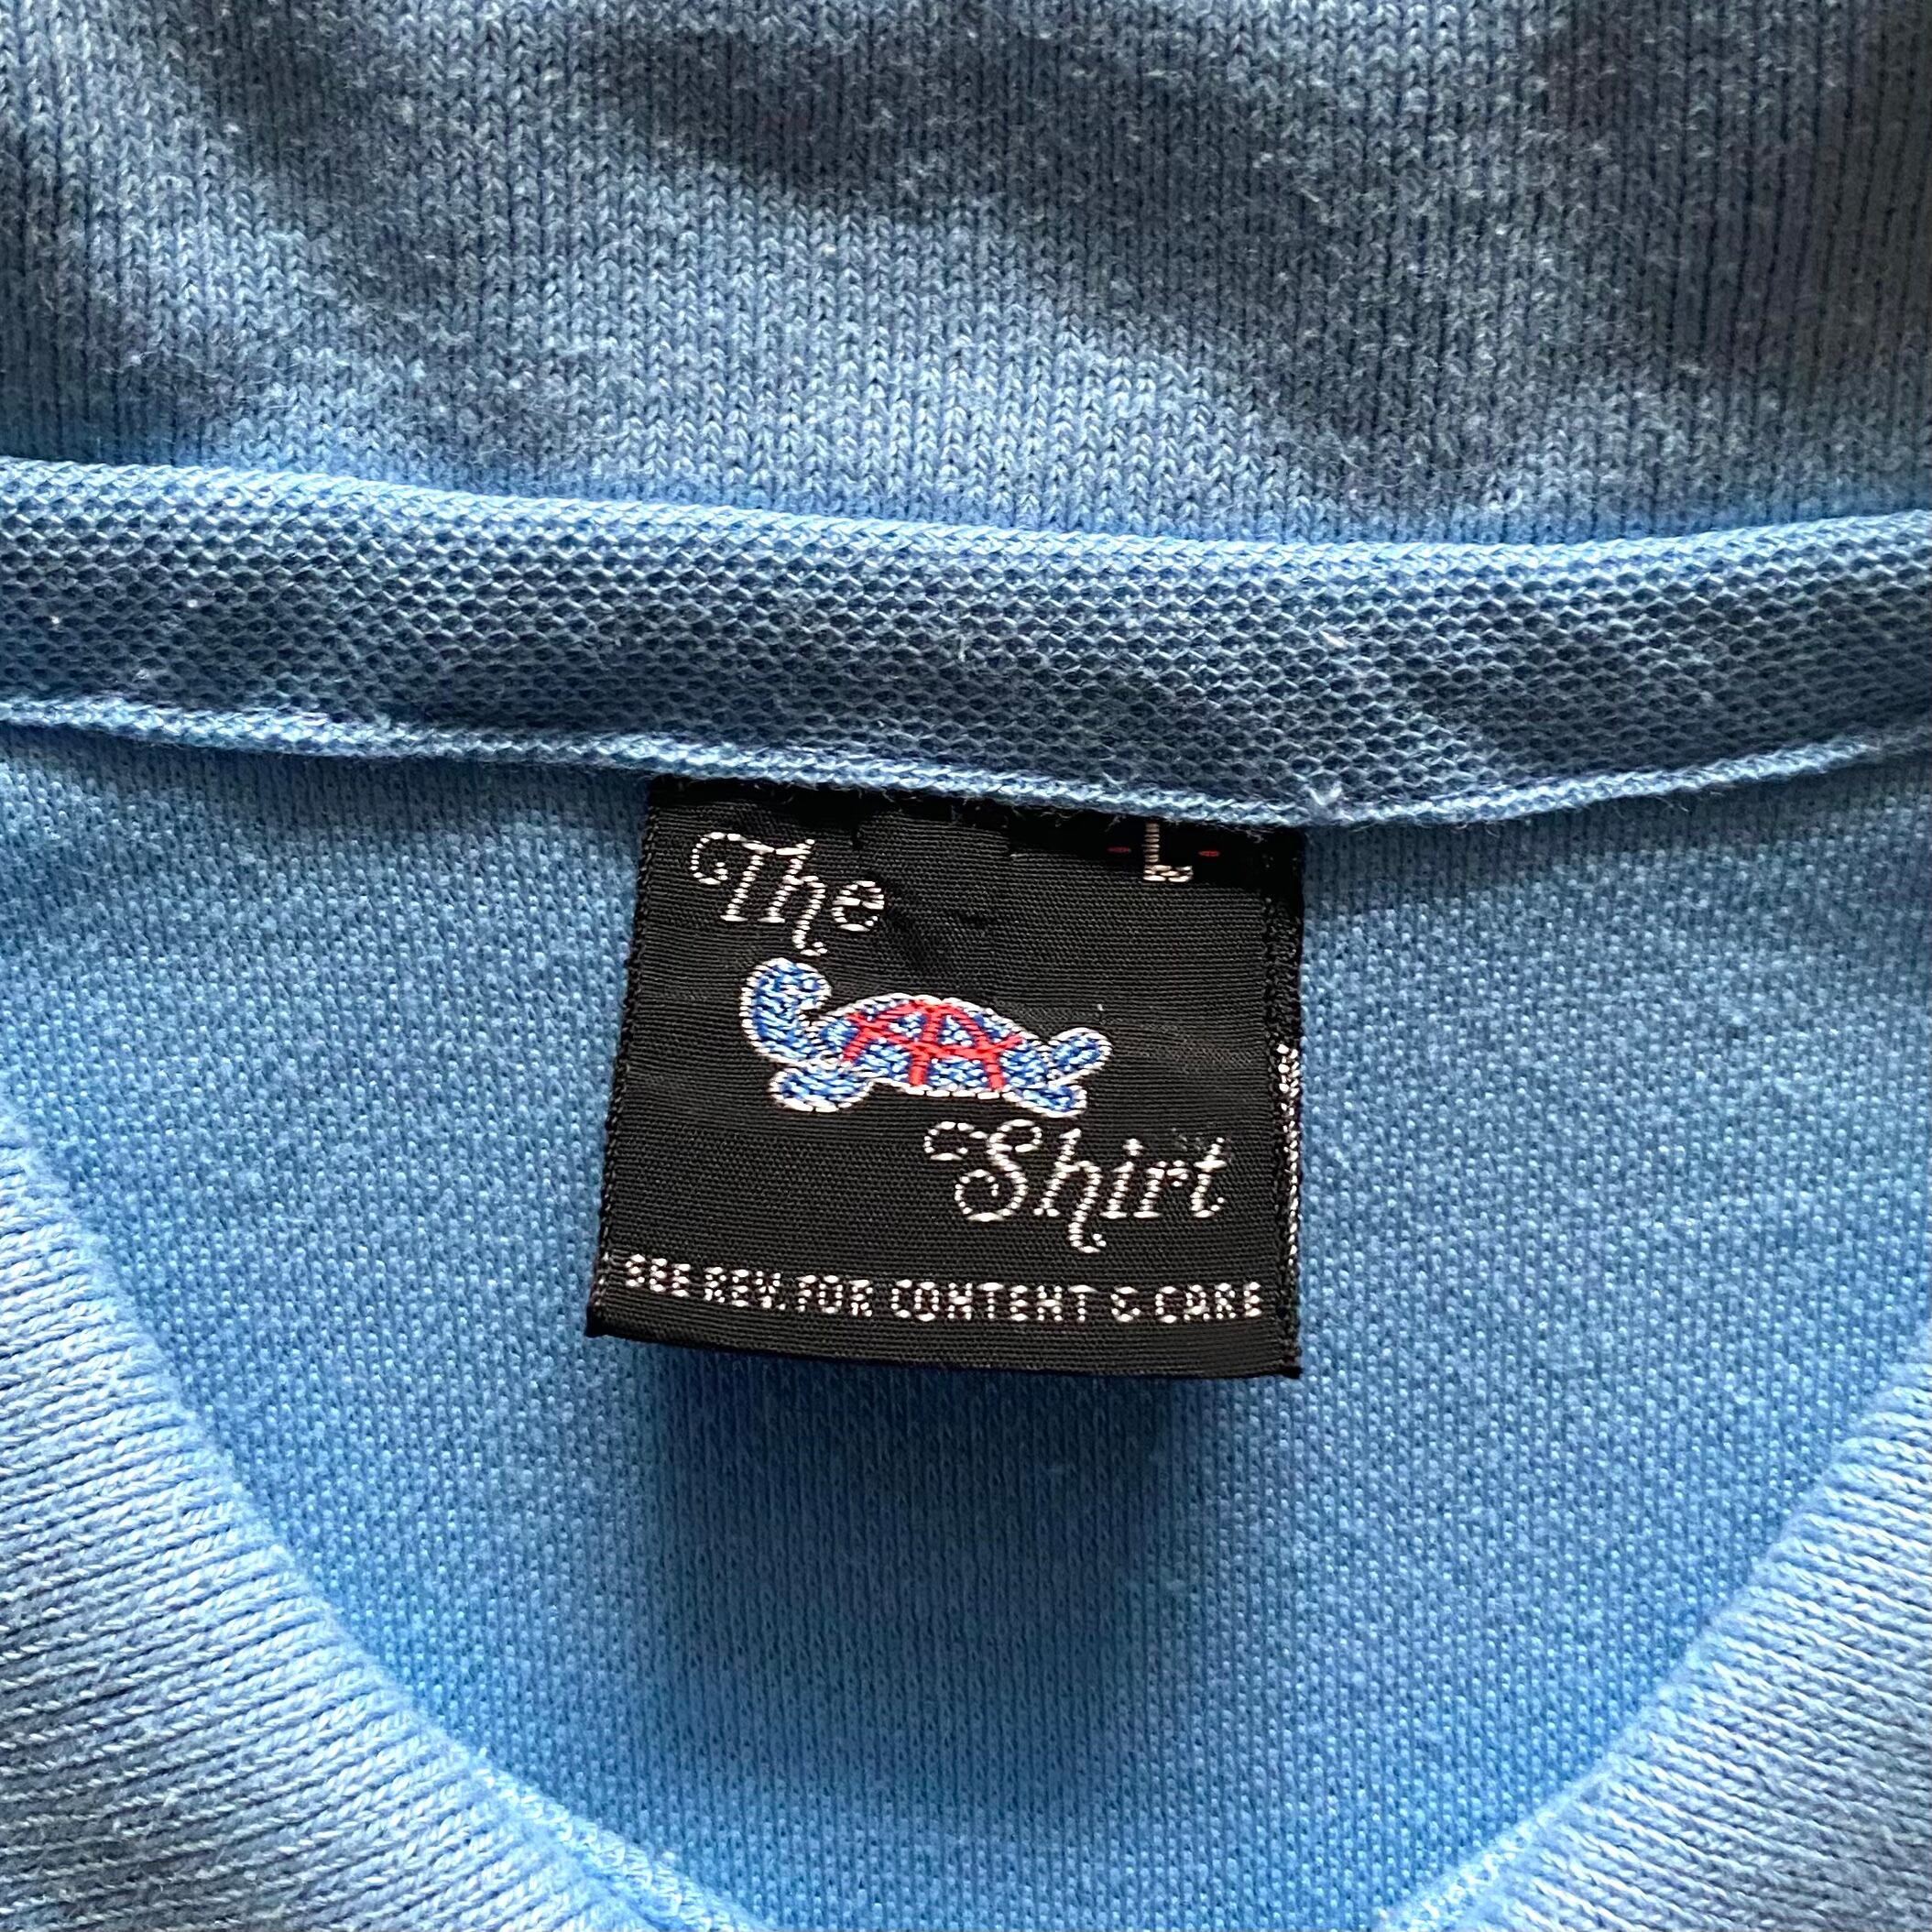 The
- L -
Shirt
SEE REV. FOR CONTENT & CARE